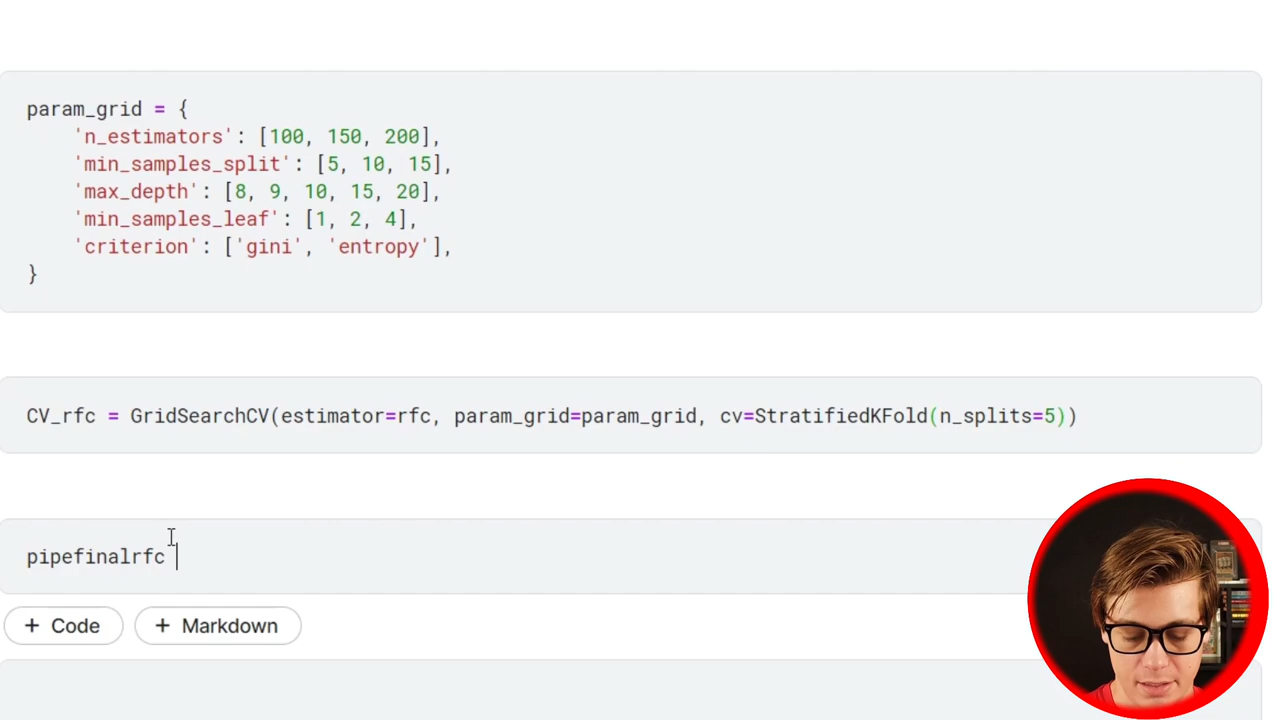 param_grid = {
'n_estimators': [100, 150, 200],
'min_samples_split': [5, 10, 15],
'max_depth': [8, 9, 10, 15, 20],
'min_samples_leaf': [1, 2, 4],
'criterion': ['gini', 'entropy'],
}
CV_rfc = GridSearchCV(estimator=rfc, param_grid=param_grid, cv=StratifiedKFold(n_splits=5))
pipefinalrfc
+ Code + Markdown